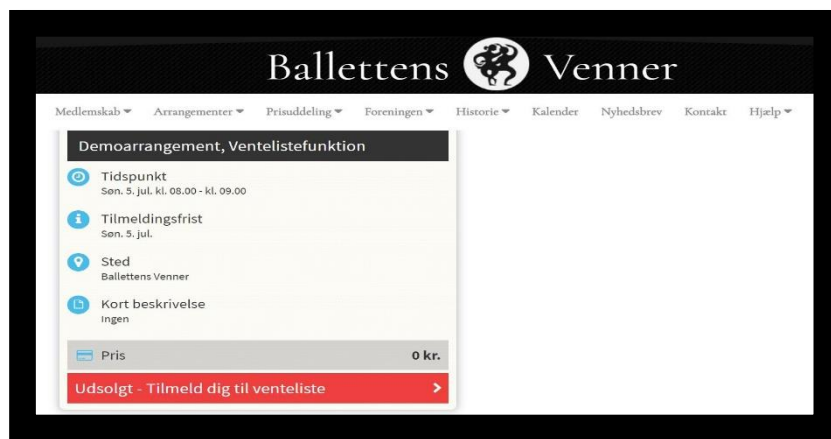 Ballettens Venner
Medlemskab Arrangementer Prisuddeling Foreningen Historie Kalender Nyhedsbrev Kontakt Hjælp
Demoarrangement, Ventelistefunktion
Tidspunkt
Søn. 5. jul. kl. 08.00 - kl. 09.00
Tilmeldingsfrist
Søn. 5. jul.
Sted
Ballettens Venner
Kort beskrivelse
Ingen
Pris 0 kr.
Udsolgt - Tilmeld dig til venteliste